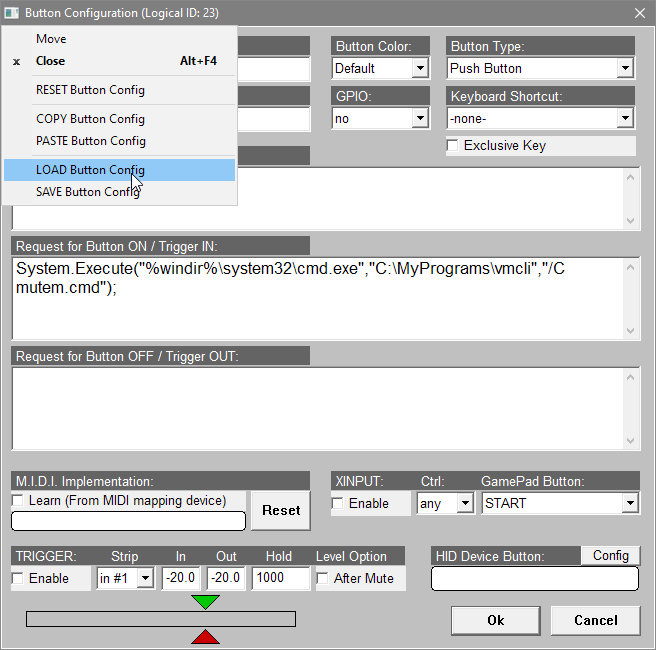 Button Configuration (Logical ID: 23)
Move
x Close Alt+F4
RESET Button Config
COPY Button Config
PASTE Button Config
LOAD Button Config
SAVE Button Config
Button Color:
Button Type:
Default
Push Button
GPIO:
Keyboard Shortcut:
no
-none-
Exclusive Key
Request for Button ON / Trigger IN:
System.Execute("%windir%\system32\cmd.exe","C:\MyPrograms\vmcli","/C
mutem.cmd");
Request for Button OFF / Trigger OUT:
M.I.D.I. Implementation:
Learn (From MIDI mapping device)
Reset
XINPUT:
Ctrl:
GamePad Button:
Enable
any
START
TRIGGER:
Strip
In
Out
Hold
Level Option
Enable
in #1
-20.0
-20.0
1000
After Mute
HID Device Button:
Config
Ok
Cancel